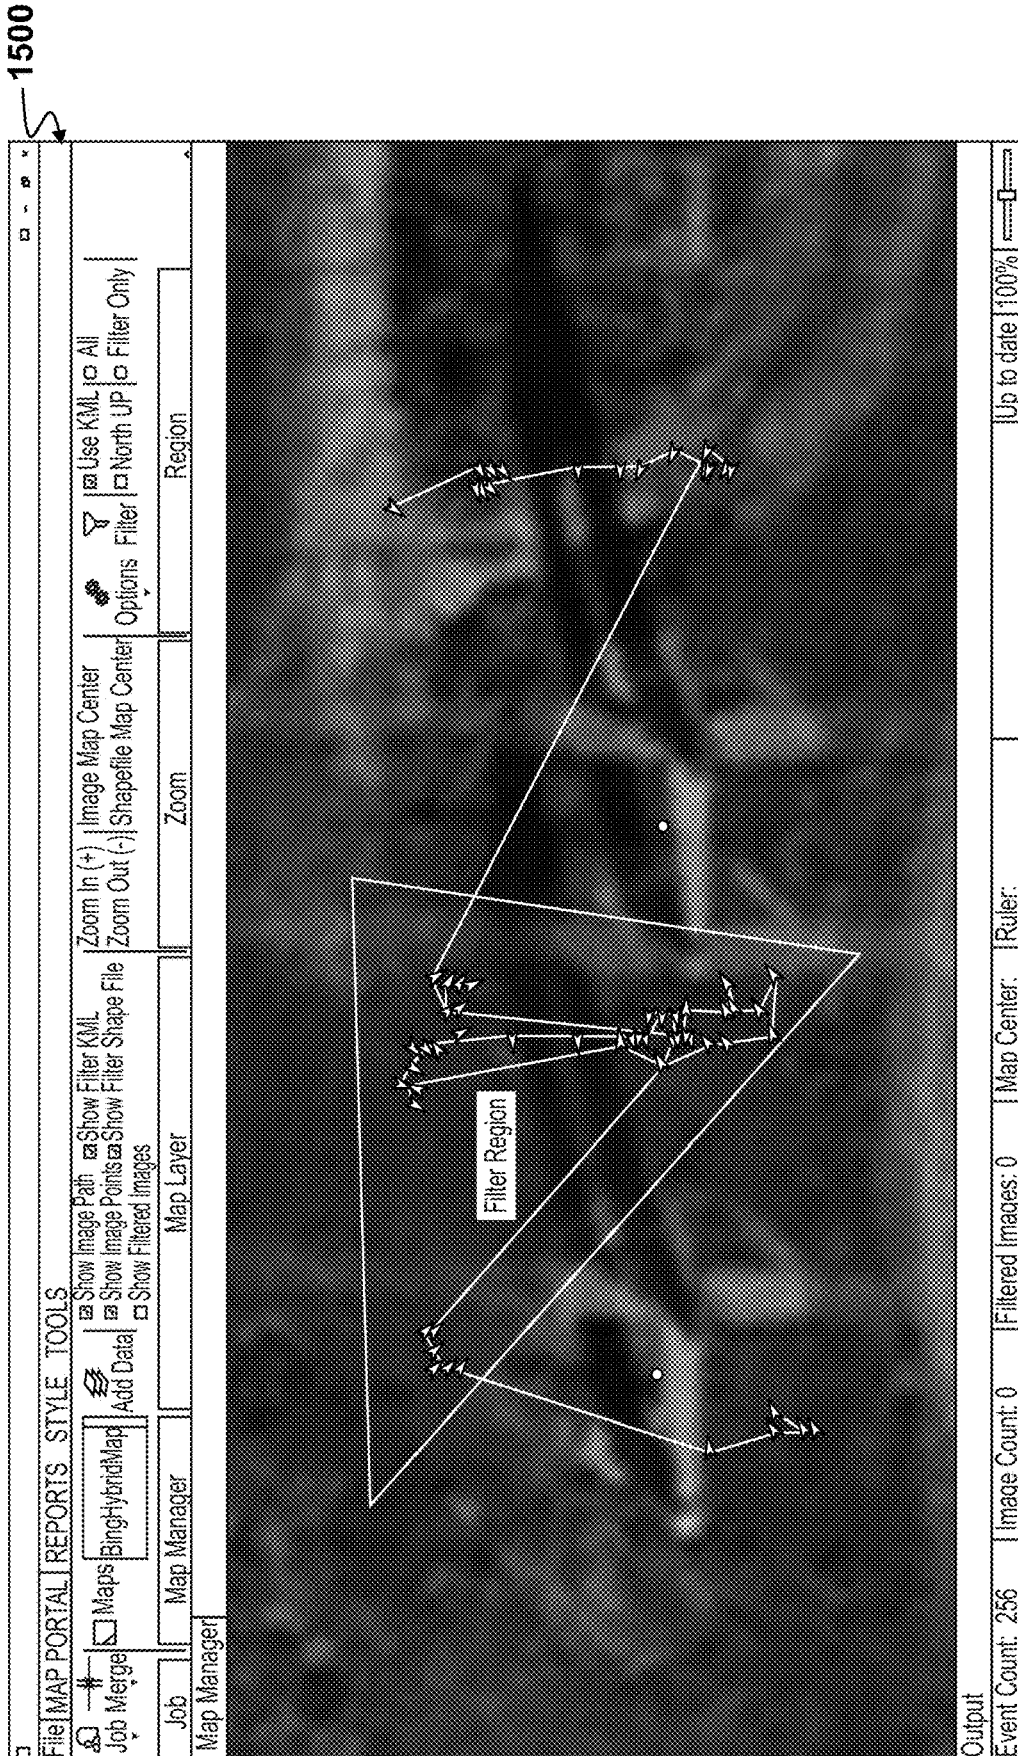 1500
File MAP PORTAL REPORTS STYLE TOOLS
Job Merge
Maps BingHybridMap Add Data
Show Image Path Show Filter KML
Show Image Points Show Filter Shape File
Show Filtered Images
Zoom In (+) Image Map Center
Zoom Out (-) Shapefile Map Center
Options Filter
Use KML All
North UP Filter Only
Job Map Manager Map Layer Zoom Region
Map Manager
Filter Region
Output
Event Count: 256 Image Count: 0 Filtered Images: 0 Map Center: Ruler: Up to date 100%